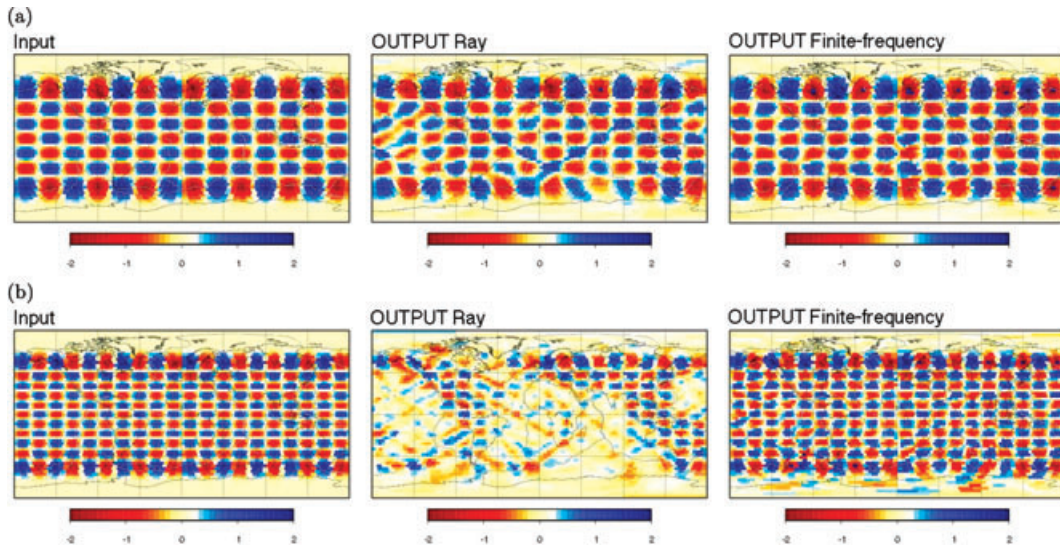 (a)
Input
OUTPUT Ray
OUTPUT Finite-frequency
-2 -1 0 1 2
-2 -1 0 1 2
-2 -1 0 1 2
(b)
Input
OUTPUT Ray
OUTPUT Finite-frequency
-2 -1 0 1 2
-2 -1 0 1 2
-2 -1 0 1 2